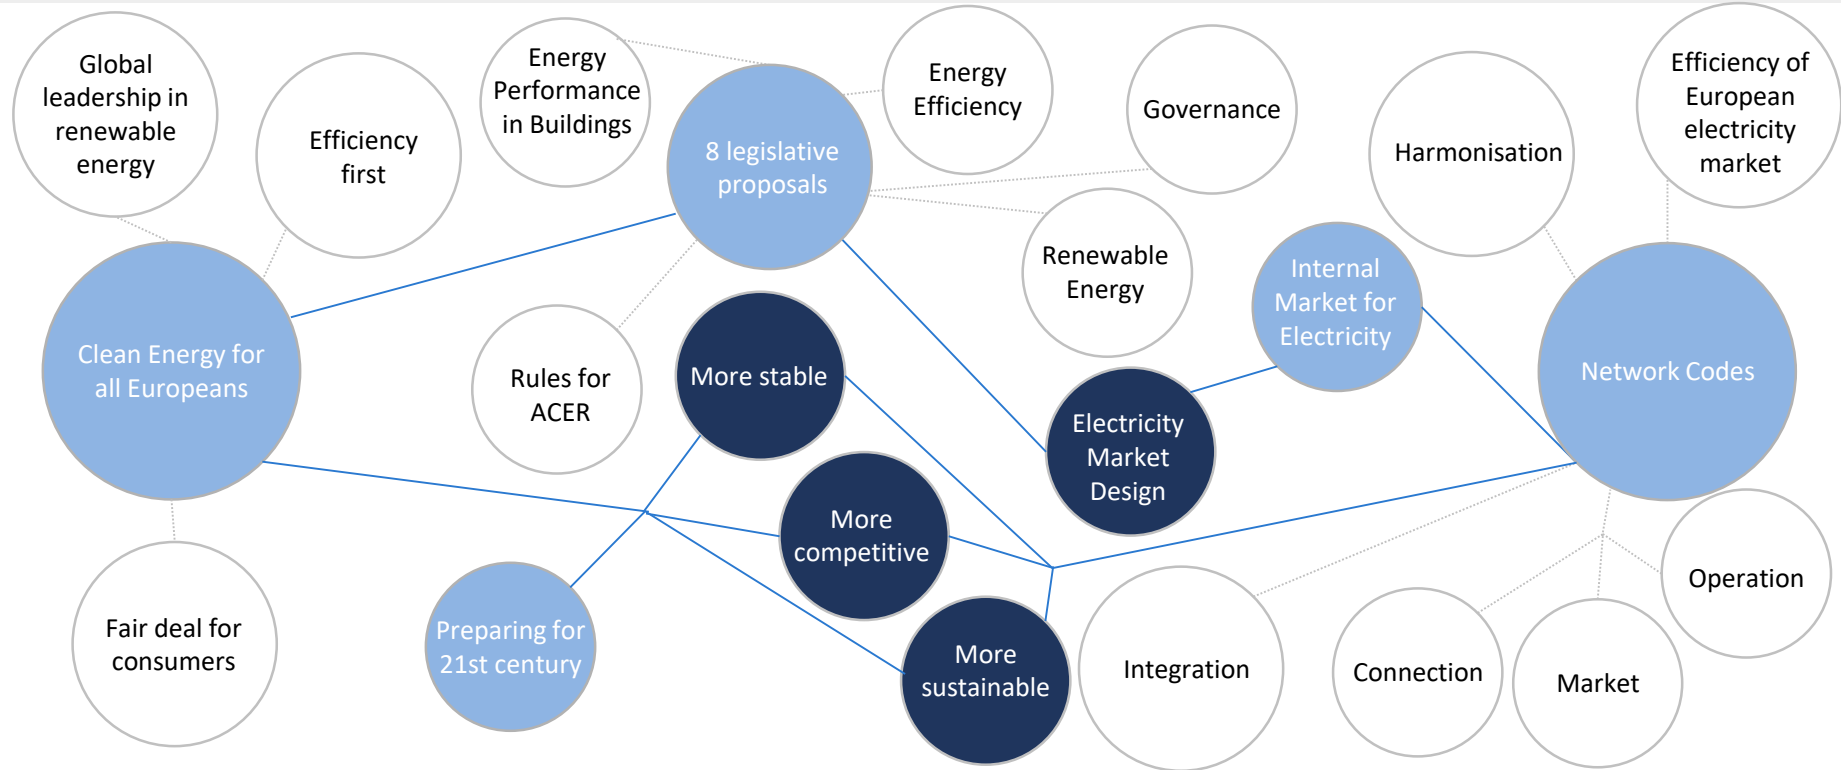 Global
leadership in
renewable
energy
Efficiency
first
Energy
Performance
in Buildings
8 legislative
proposals
Energy
Efficiency
Governance
Harmonisation
Efficiency of
European
electricity
market
Renewable
Energy
Internal
Market for
Electricity
Clean Energy for
all Europeans
Rules for
ACER
More stable
Electricity
Market
Design
Network Codes
More
competitive
Fair deal for
consumers
Preparing for
21st century
More
sustainable
Integration
Connection
Market
Operation